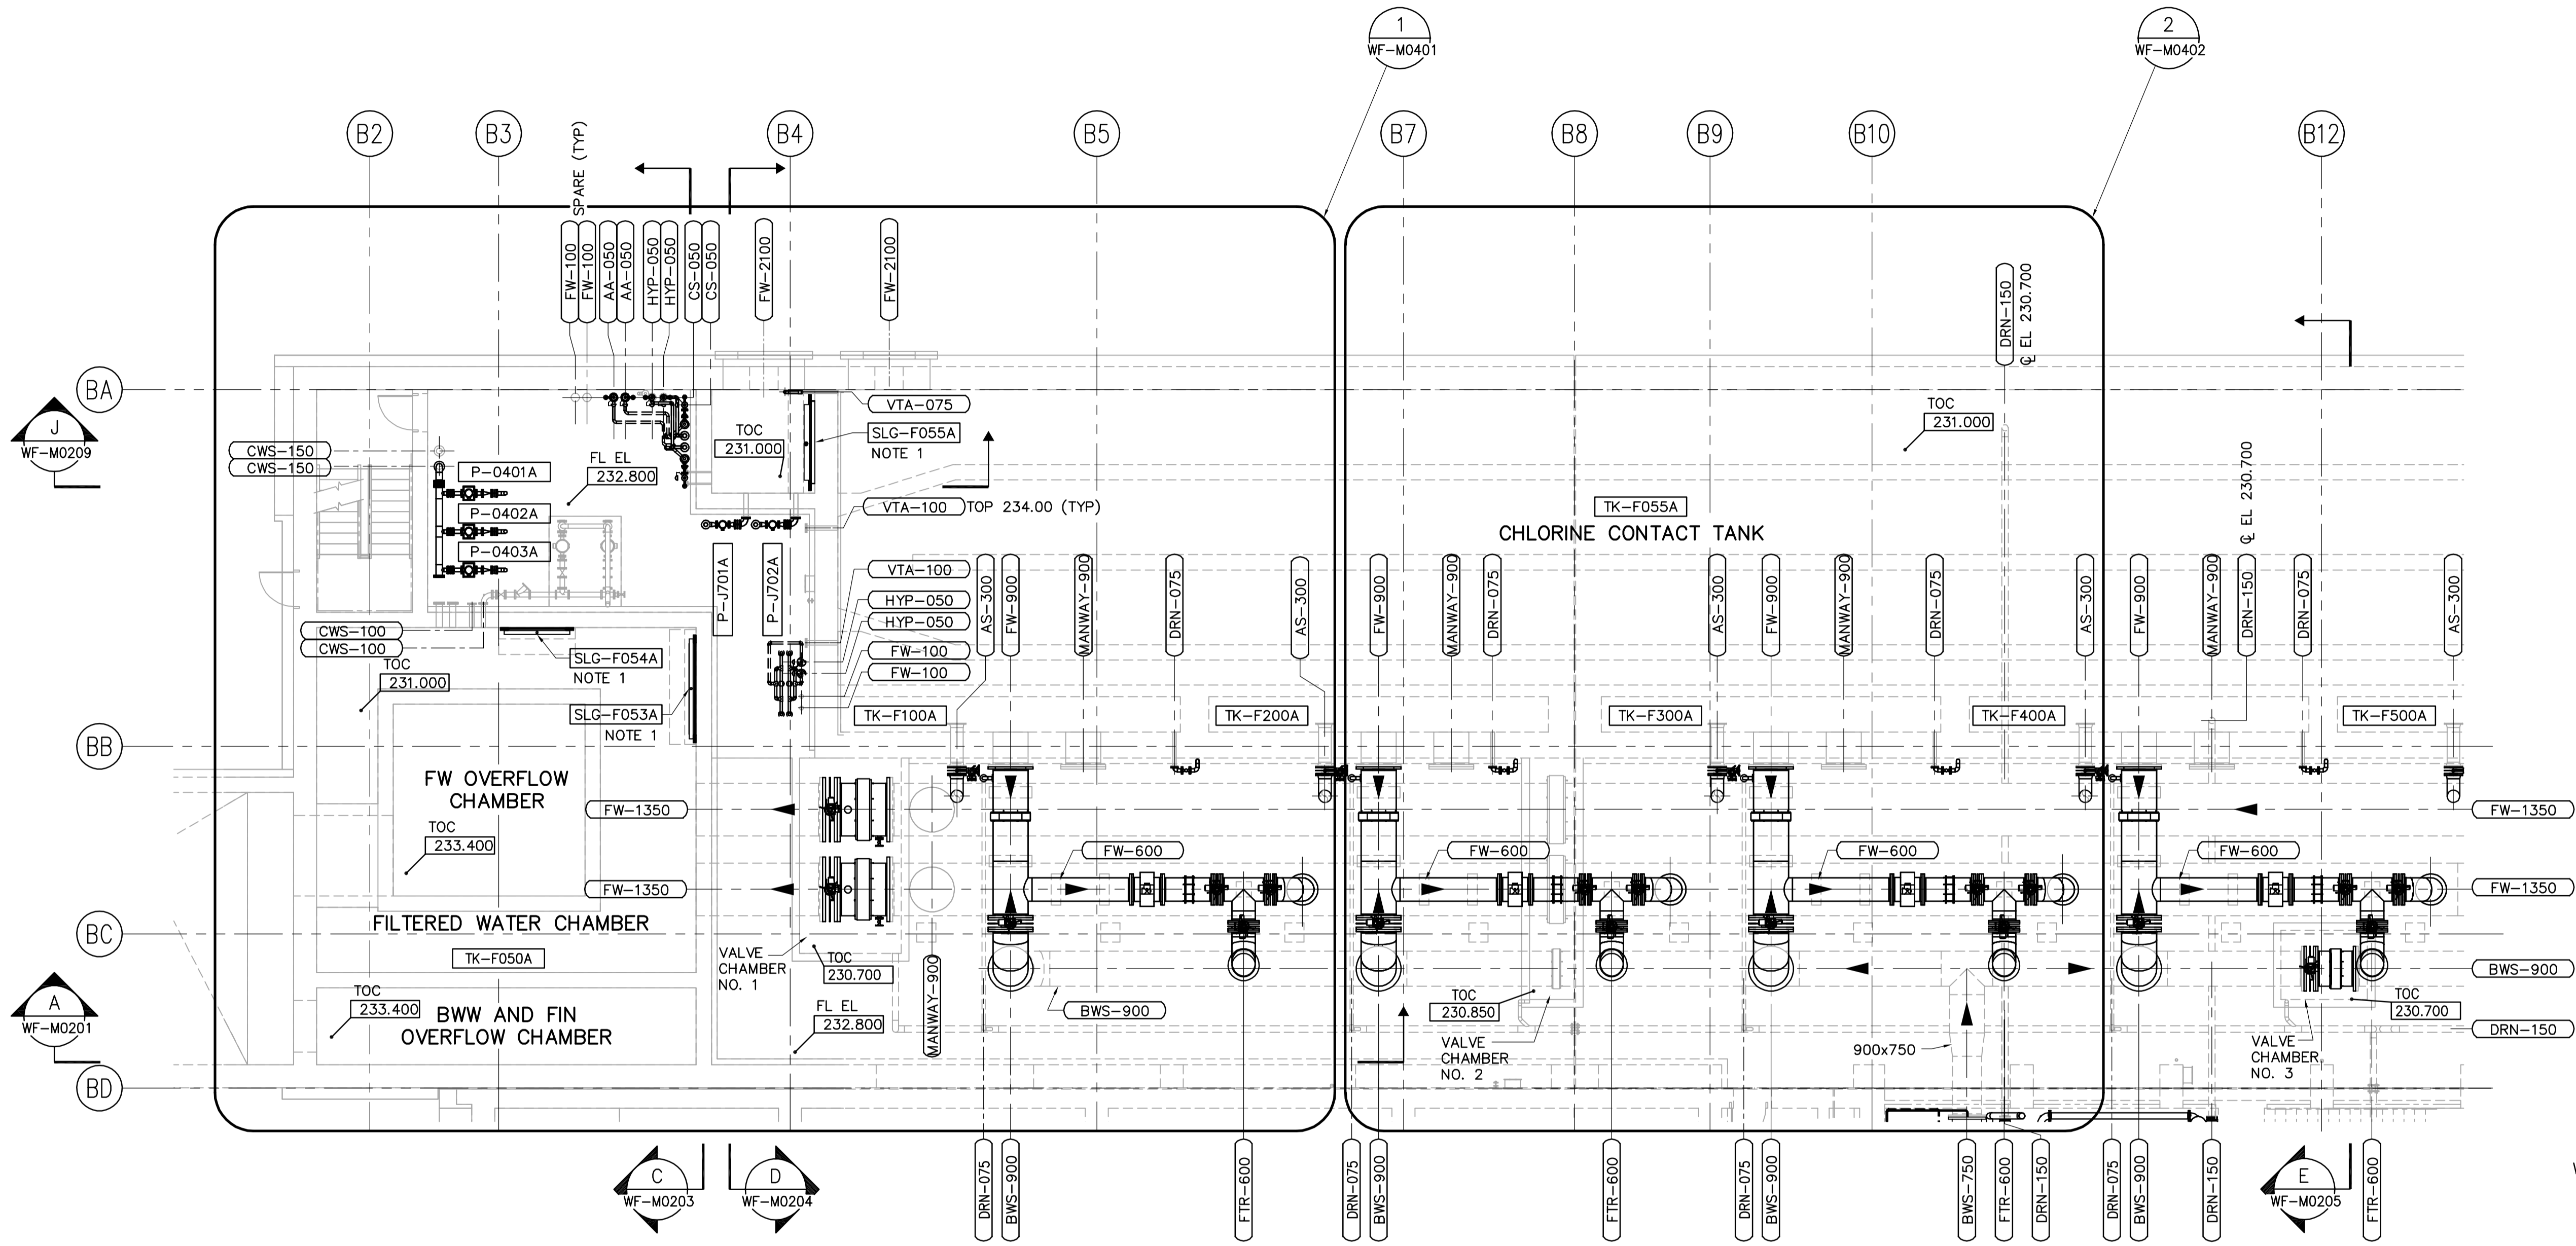 1
WF-M0401
2
WF-M0402
B2
B3
B4
B5
B7
B8
B9
B10
B12
SPARE (TYP)
FW-100
FW-100
AA-050
AA-050
HYP-050
HYP-050
CS-050
CS-050
FW-2100
FW-2100
DRN-150
℄ EL 230.700
BA
J
WF-M0209
CWS-150
CWS-150
P-0401A
P-0402A
P-0403A
FL EL
232.800
TOC
231.000
VTA-075
SLG-F055A
NOTE 1
VTA-100
TOP 234.00 (TYP)
TOC
231.000
TK-F055A
CHLORINE CONTACT TANK
℄ EL 230.700
P-J701A
P-J702A
VTA-100
HYP-050
HYP-050
FW-100
FW-100
AS-300
FW-900
MANWAY-900
DRN-075
AS-300
FW-900
MANWAY-900
DRN-075
AS-300
FW-900
MANWAY-900
DRN-075
AS-300
FW-900
MANWAY-900
DRN-150
DRN-075
AS-300
CWS-100
CWS-100
TOC
231.000
SLG-F054A
NOTE 1
SLG-F053A
NOTE 1
TK-F100A
TK-F200A
TK-F300A
TK-F400A
TK-F500A
BB
FW OVERFLOW
CHAMBER
TOC
233.400
FW-1350
FW-1350
FW-600
FW-600
FW-600
FW-600
FW-1350
FW-1350
BC
FILTERED WATER CHAMBER
TK-F050A
VALVE
CHAMBER
NO. 1
TOC
230.700
FL EL
232.800
MANWAY-900
BWS-900
BWS-900
A
WF-M0201
TOC
233.400
BWW AND FIN
OVERFLOW CHAMBER
TOC
230.850
VALVE
CHAMBER
NO. 2
900x750
TOC
230.700
VALVE
CHAMBER
NO. 3
DRN-150
BD
C
WF-M0203
D
WF-M0204
DRN-075
BWS-900
FTR-600
DRN-075
BWS-900
FTR-600
DRN-075
BWS-900
BWS-750
FTR-600
DRN-150
DRN-075
BWS-900
DRN-150
E
WF-M0205
FTR-600